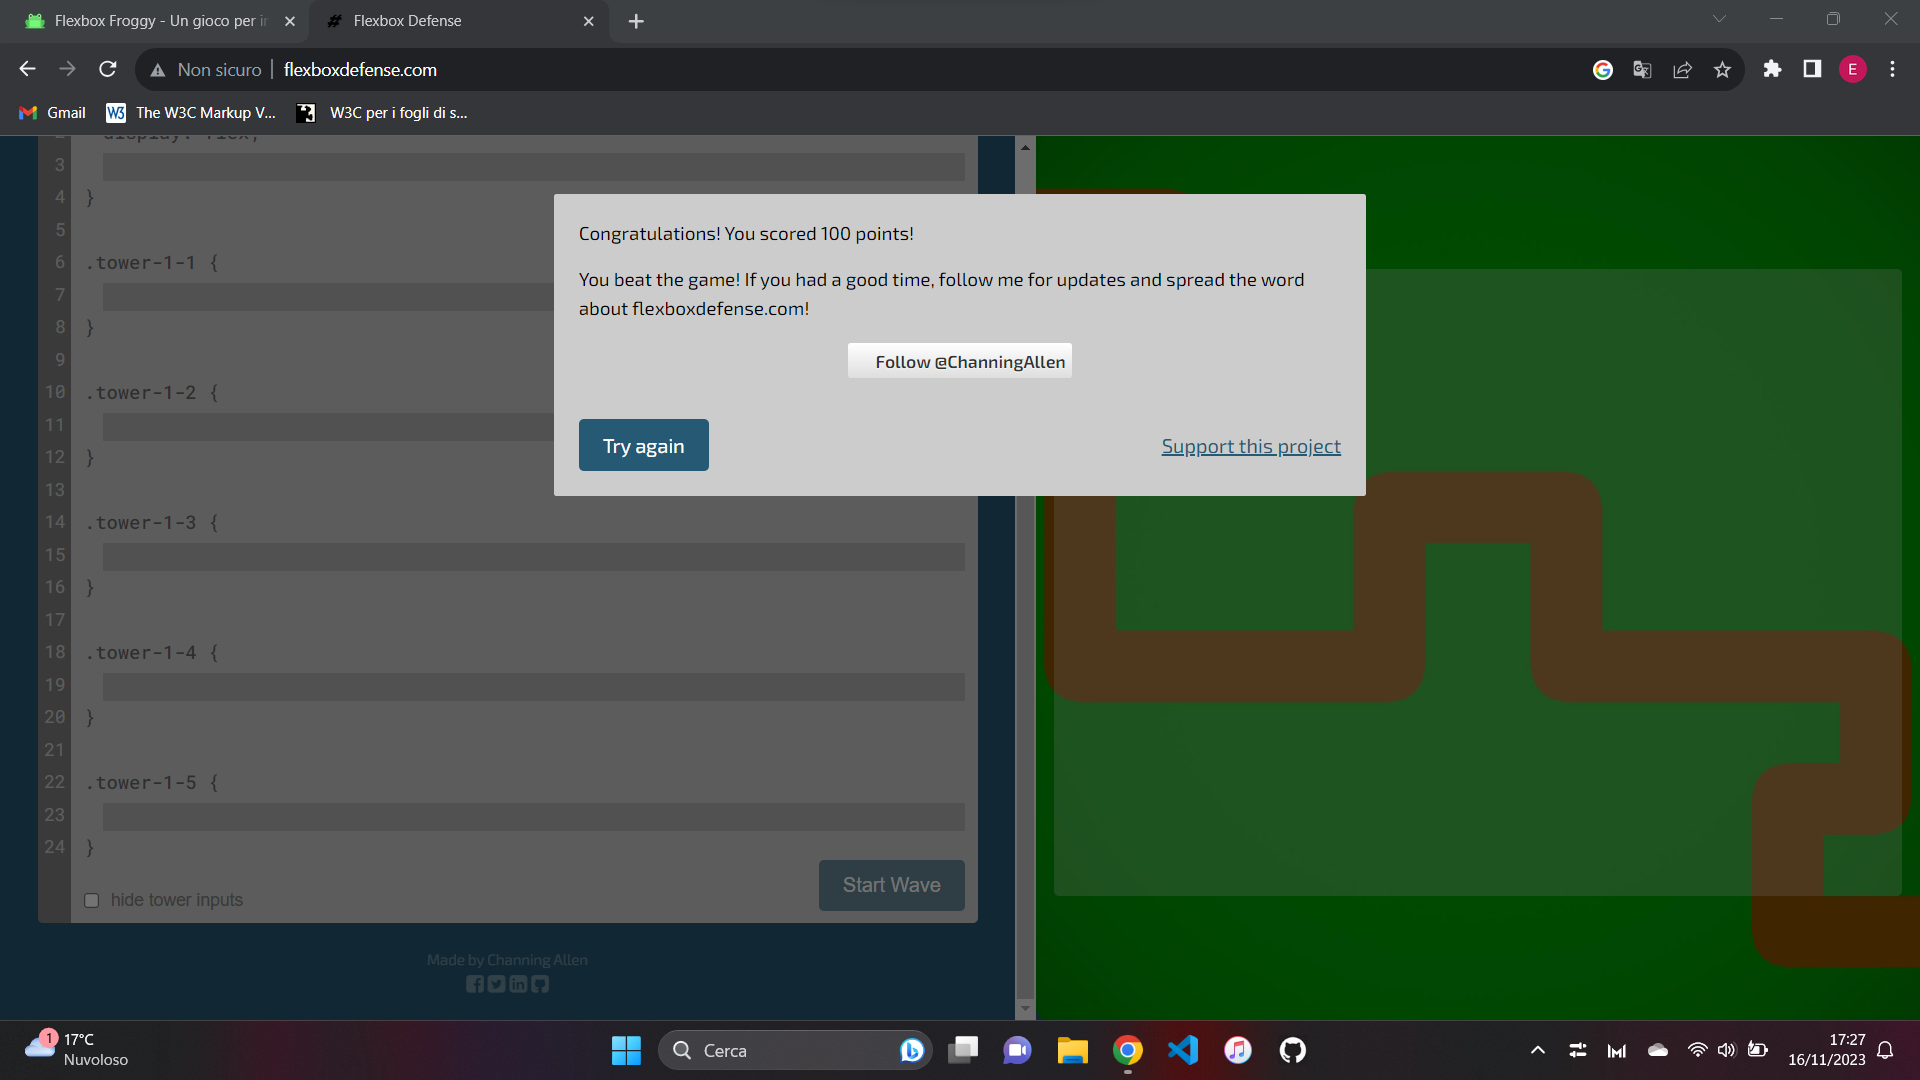 Flexbox Froggy - Un gioco per i
Flexbox Defense
Non sicuro
flexboxdefense.com
E
Gmail
The W3C Markup V...
W3C per i fogli di s...
display: flex;
3
4 }
5
6 .tower-1-1 {
7
8 }
9
10 .tower-1-2 {
11
12 }
13
14 .tower-1-3 {
15
16 }
17
18 .tower-1-4 {
19
20 }
21
22 .tower-1-5 {
23
24 }
hide tower inputs
Start Wave
Made by Channing Allen
Congratulations! You scored 100 points!
You beat the game! If you had a good time, follow me for updates and spread the word
about flexboxdefense.com!
Follow @ChanningAllen
Try again
Support this project
1
17°C
Nuvoloso
Cerca
17:27
16/11/2023